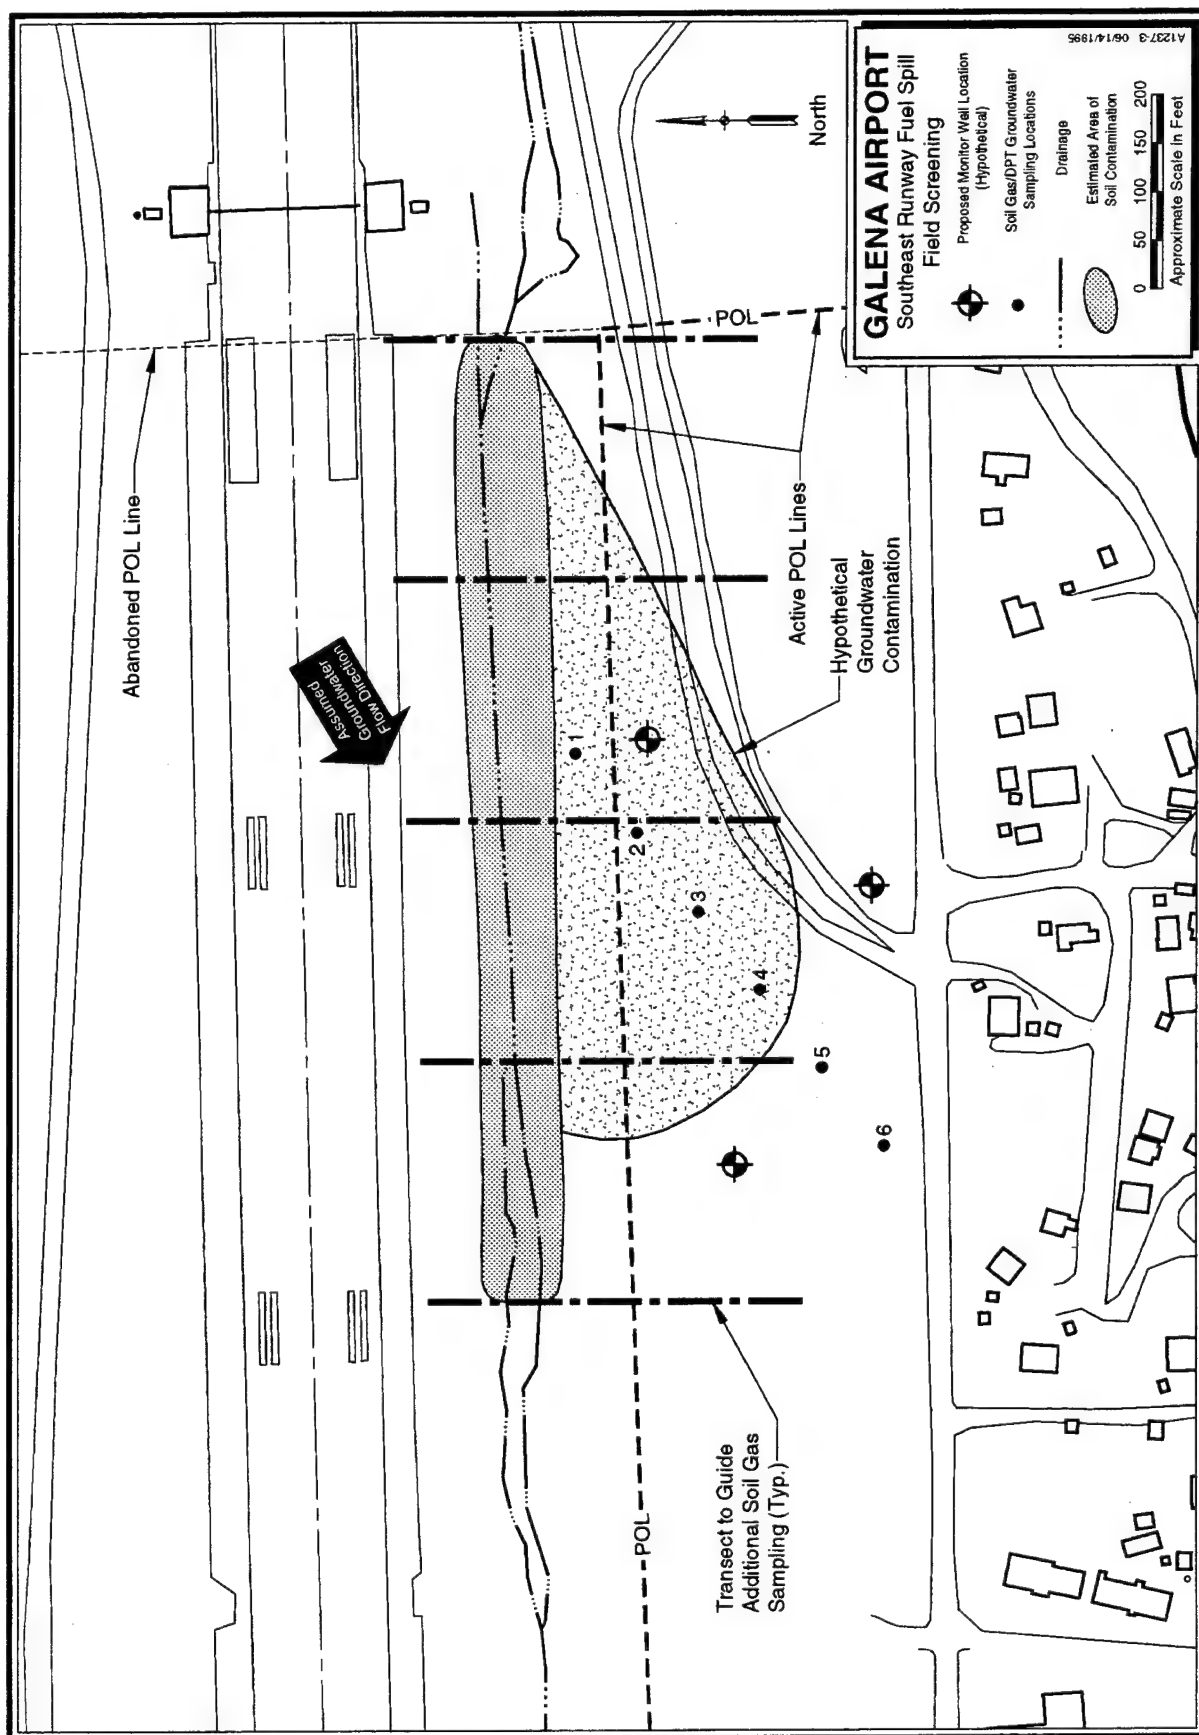 Abandoned POL Line
Assumed
Groundwater
Flow Direction
North
POL
Active POL Lines
Hypothetical
Groundwater
Contamination
1
2
3
4
5
6
Transect to Guide
Additional Soil Gas
Sampling (Typ.)
POL
GALENA AIRPORT
Southeast Runway Fuel Spill
Field Screening
Proposed Monitor Well Location
(Hypothetical)
Soil Gas/DPT Groundwater
Sampling Locations
Drainage
Estimated Area of
Soil Contamination
0 50 100 150 200
Approximate Scale in Feet
A1237-3 06/14/1995